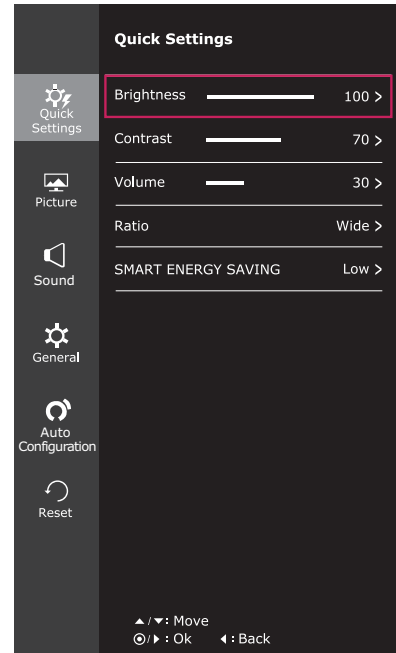 Quick Settings
Quick
Settings
Picture
Sound
General
Auto
Configuration
Reset
Brightness 100 >
Contrast 70 >
Volume 30 >
Ratio Wide >
SMART ENERGY SAVING Low >
▲/▼: Move
◉/▶ : Ok ◀ : Back